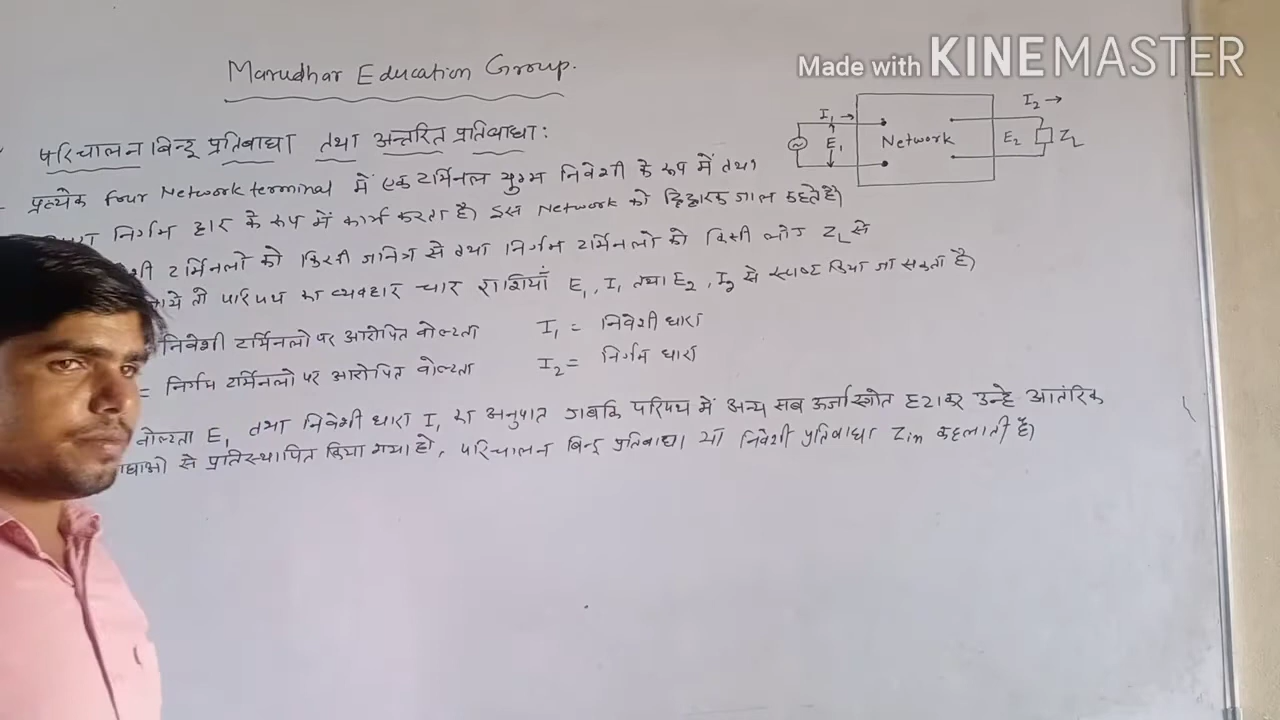 Made with KINEMASTER
Marudhar Education Group.
परिचालन बिन्दू प्रतिबाधा तथा अन्तरित प्रतिबाधा :
प्रत्येक four Network terminal में एक टर्मिनल युग्म निवेशी के रूप में तथा
निर्गम द्वार के रूप में कार्य करता है। इस Network को द्विद्वारक जाल कहते है।
टर्मिनलों को किसी जनित्र से तथा निर्गम टर्मिनलों को किसी लोड ZL से
तो परिपथ का व्यवहार चार राशियाँ E1, I1 तथा E2, I2 से स्पष्ट किया जा सकता है।
निवेशी टर्मिनलो पर आरोपित वोल्टता I1 = निवेशी धारा
= निर्गम टर्मिनलो पर आरोपित वोल्टता I2 = निर्गम धारा
वोल्टता E1 तथा निवेशी धारा I1 का अनुपात जबकि परिपथ में अन्य सब ऊर्जा स्त्रोत हटाकर उन्हे आतंरिक
से प्रतिस्थापित किया गया हो, परिचालन बिन्दू प्रतिबाधा या निवेशी प्रतिबाधा Zin कहलाती है।
I1 →
E1
Network
I2 →
E2
ZL